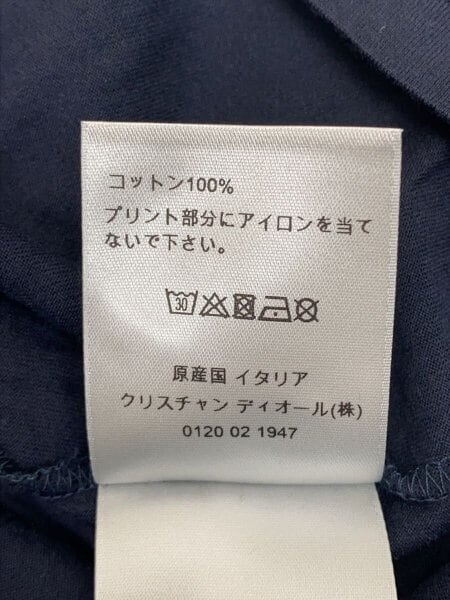 コットン100%
プリント部分にアイロンを当て
ないで下さい。
30
原産国 イタリア
クリスチャン ディオール(株)
0120 02 1947